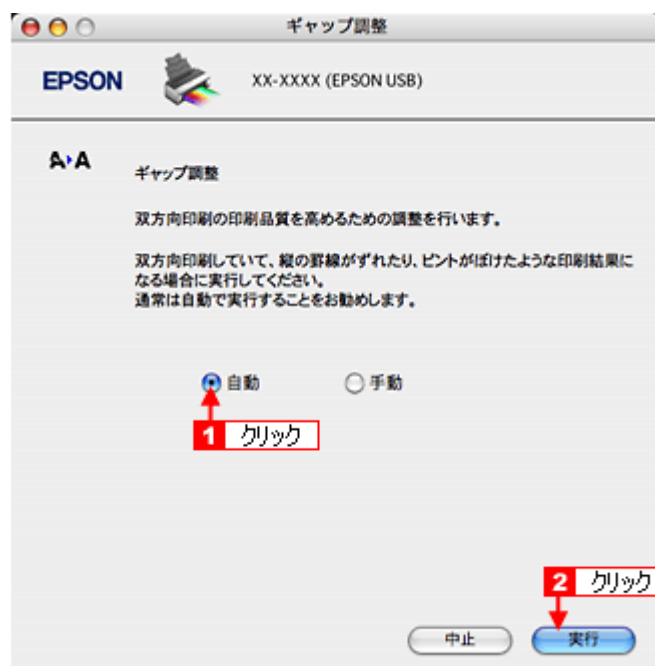 ギャップ調整
EPSON
XX-XXXX (EPSON USB)
A▸A
ギャップ調整
双方向印刷の印刷品質を高めるための調整を行います。
双方向印刷していて、縦の罫線がずれたり、ピントがぼけたような印刷結果に
なる場合に実行してください。
通常は自動で実行することをお勧めします。
自動 手動
1 クリック
2 クリック
中止 実行